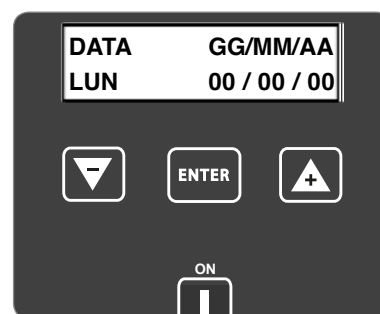 DATA GG/MM/AA
LUN 00 / 00 / 00
-
ENTER
+
ON
I